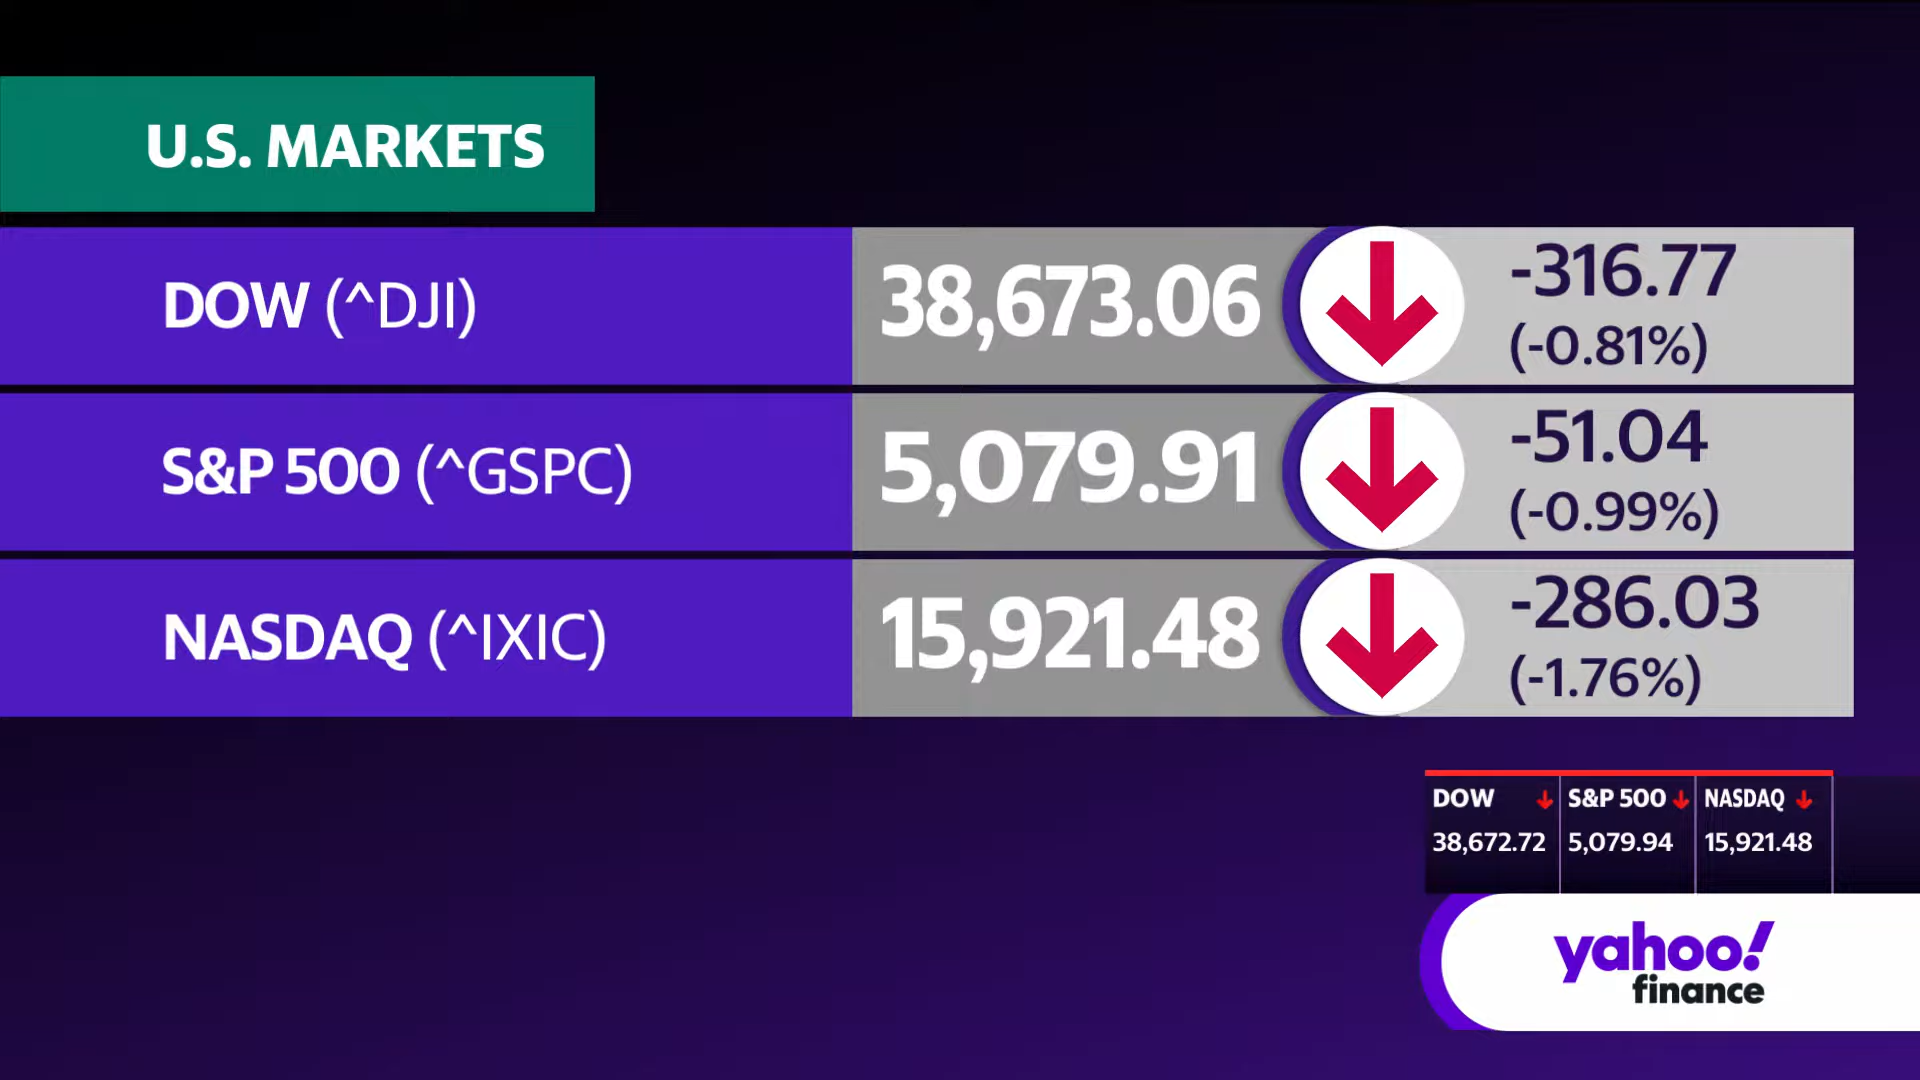 U.S. MARKETS
DOW (^DJI) 38,673.06 -316.77
(-0.81%)
S&P 500 (^GSPC) 5,079.91 -51.04
(-0.99%)
NASDAQ (^IXIC) 15,921.48 -286.03
(-1.76%)
DOW S&P 500 NASDAQ
38,672.72 5,079.94 15,921.48
yahoo!
finance